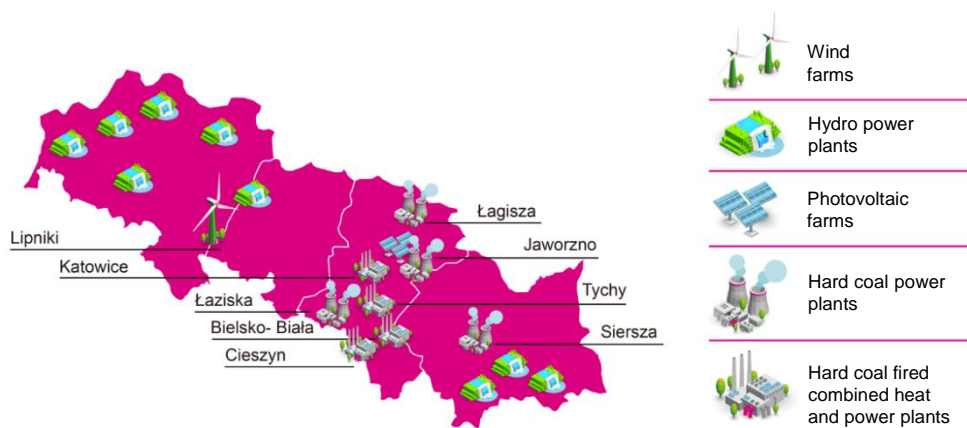 Lipniki
Katowice
Łaziska
Bielsko- Biała
Cieszyn
Łagisza
Jaworzno
Tychy
Siersza
Wind
farms
Hydro power
plants
Photovoltaic
farms
Hard coal power
plants
Hard coal fired
combined heat
and power plants